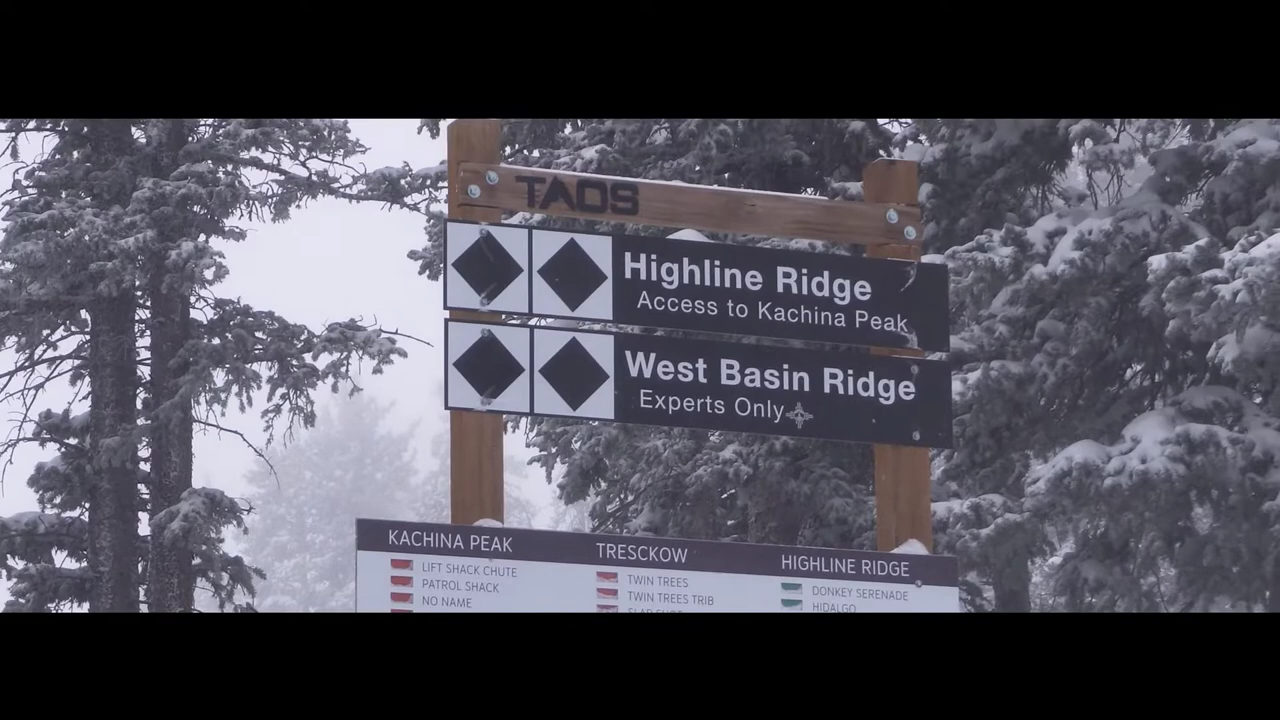 TAOS
Highline Ridge
Access to Kachina Peak
West Basin Ridge
Experts Only
KACHINA PEAK
LIFT SHACK CHUTE
PATROL SHACK
NO NAME
TRESCKOW
TWIN TREES
TWIN TREES TRIB
HIGHLINE RIDGE
DONKEY SERENADE
HIDALGO